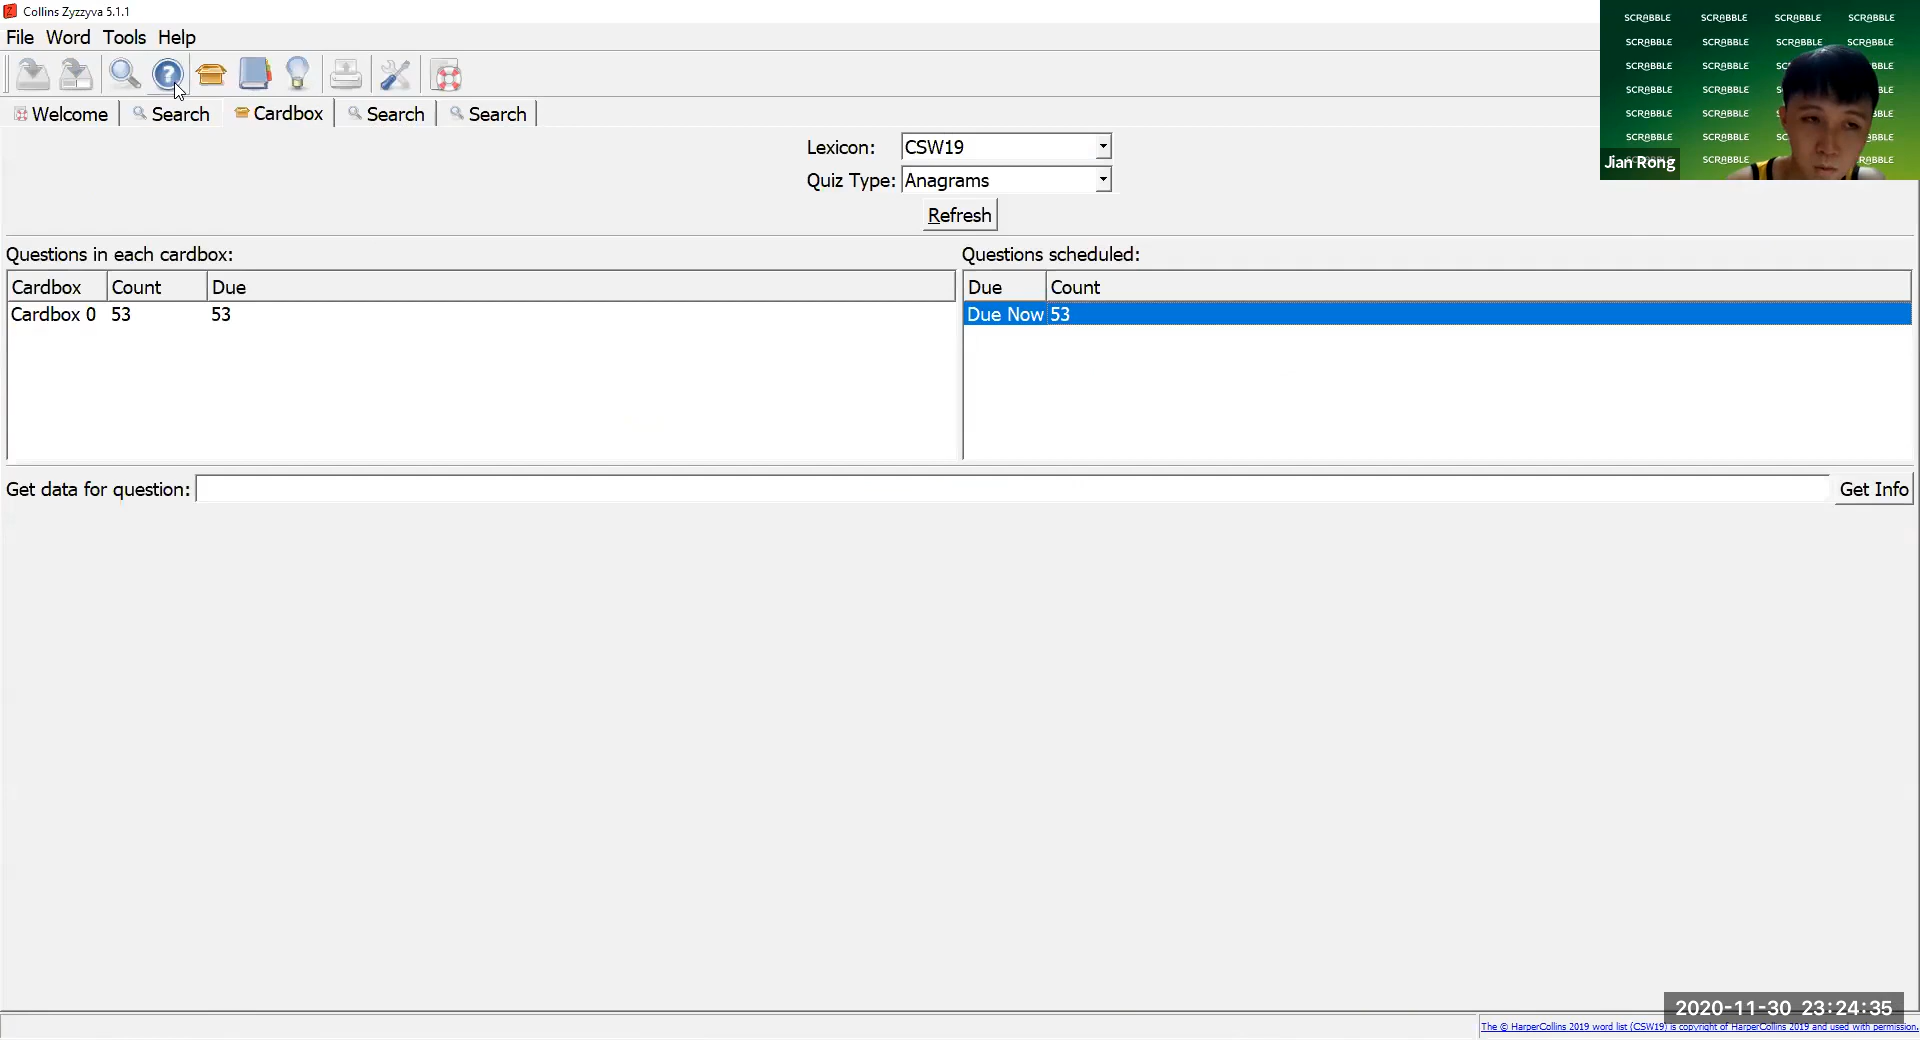 Collins Zyzzyva 5.1.1
File Word Tools Help
Welcome Search Cardbox Search Search
Lexicon: CSW19
Quiz Type: Anagrams
Refresh
Questions in each cardbox:
Cardbox Count Due
Cardbox 0 53 53
Questions scheduled:
Due Count
Due Now 53
Get data for question: Get Info
SCRABBLE SCRABBLE SCRABBLE SCRABBLE
SCRABBLE SCRABBLE SCRABBLE SCRABBLE
SCRABBLE SCRABBLE
SCRABBLE SCRABBLE
SCRABBLE SCRABBLE
SCRABBLE SCRABBLE
SCRABBLE
Jian Rong
2020-11-30 23:24:35
The © HarperCollins 2019 word list (CSW19) is copyright of HarperCollins 2019 and used with permission.